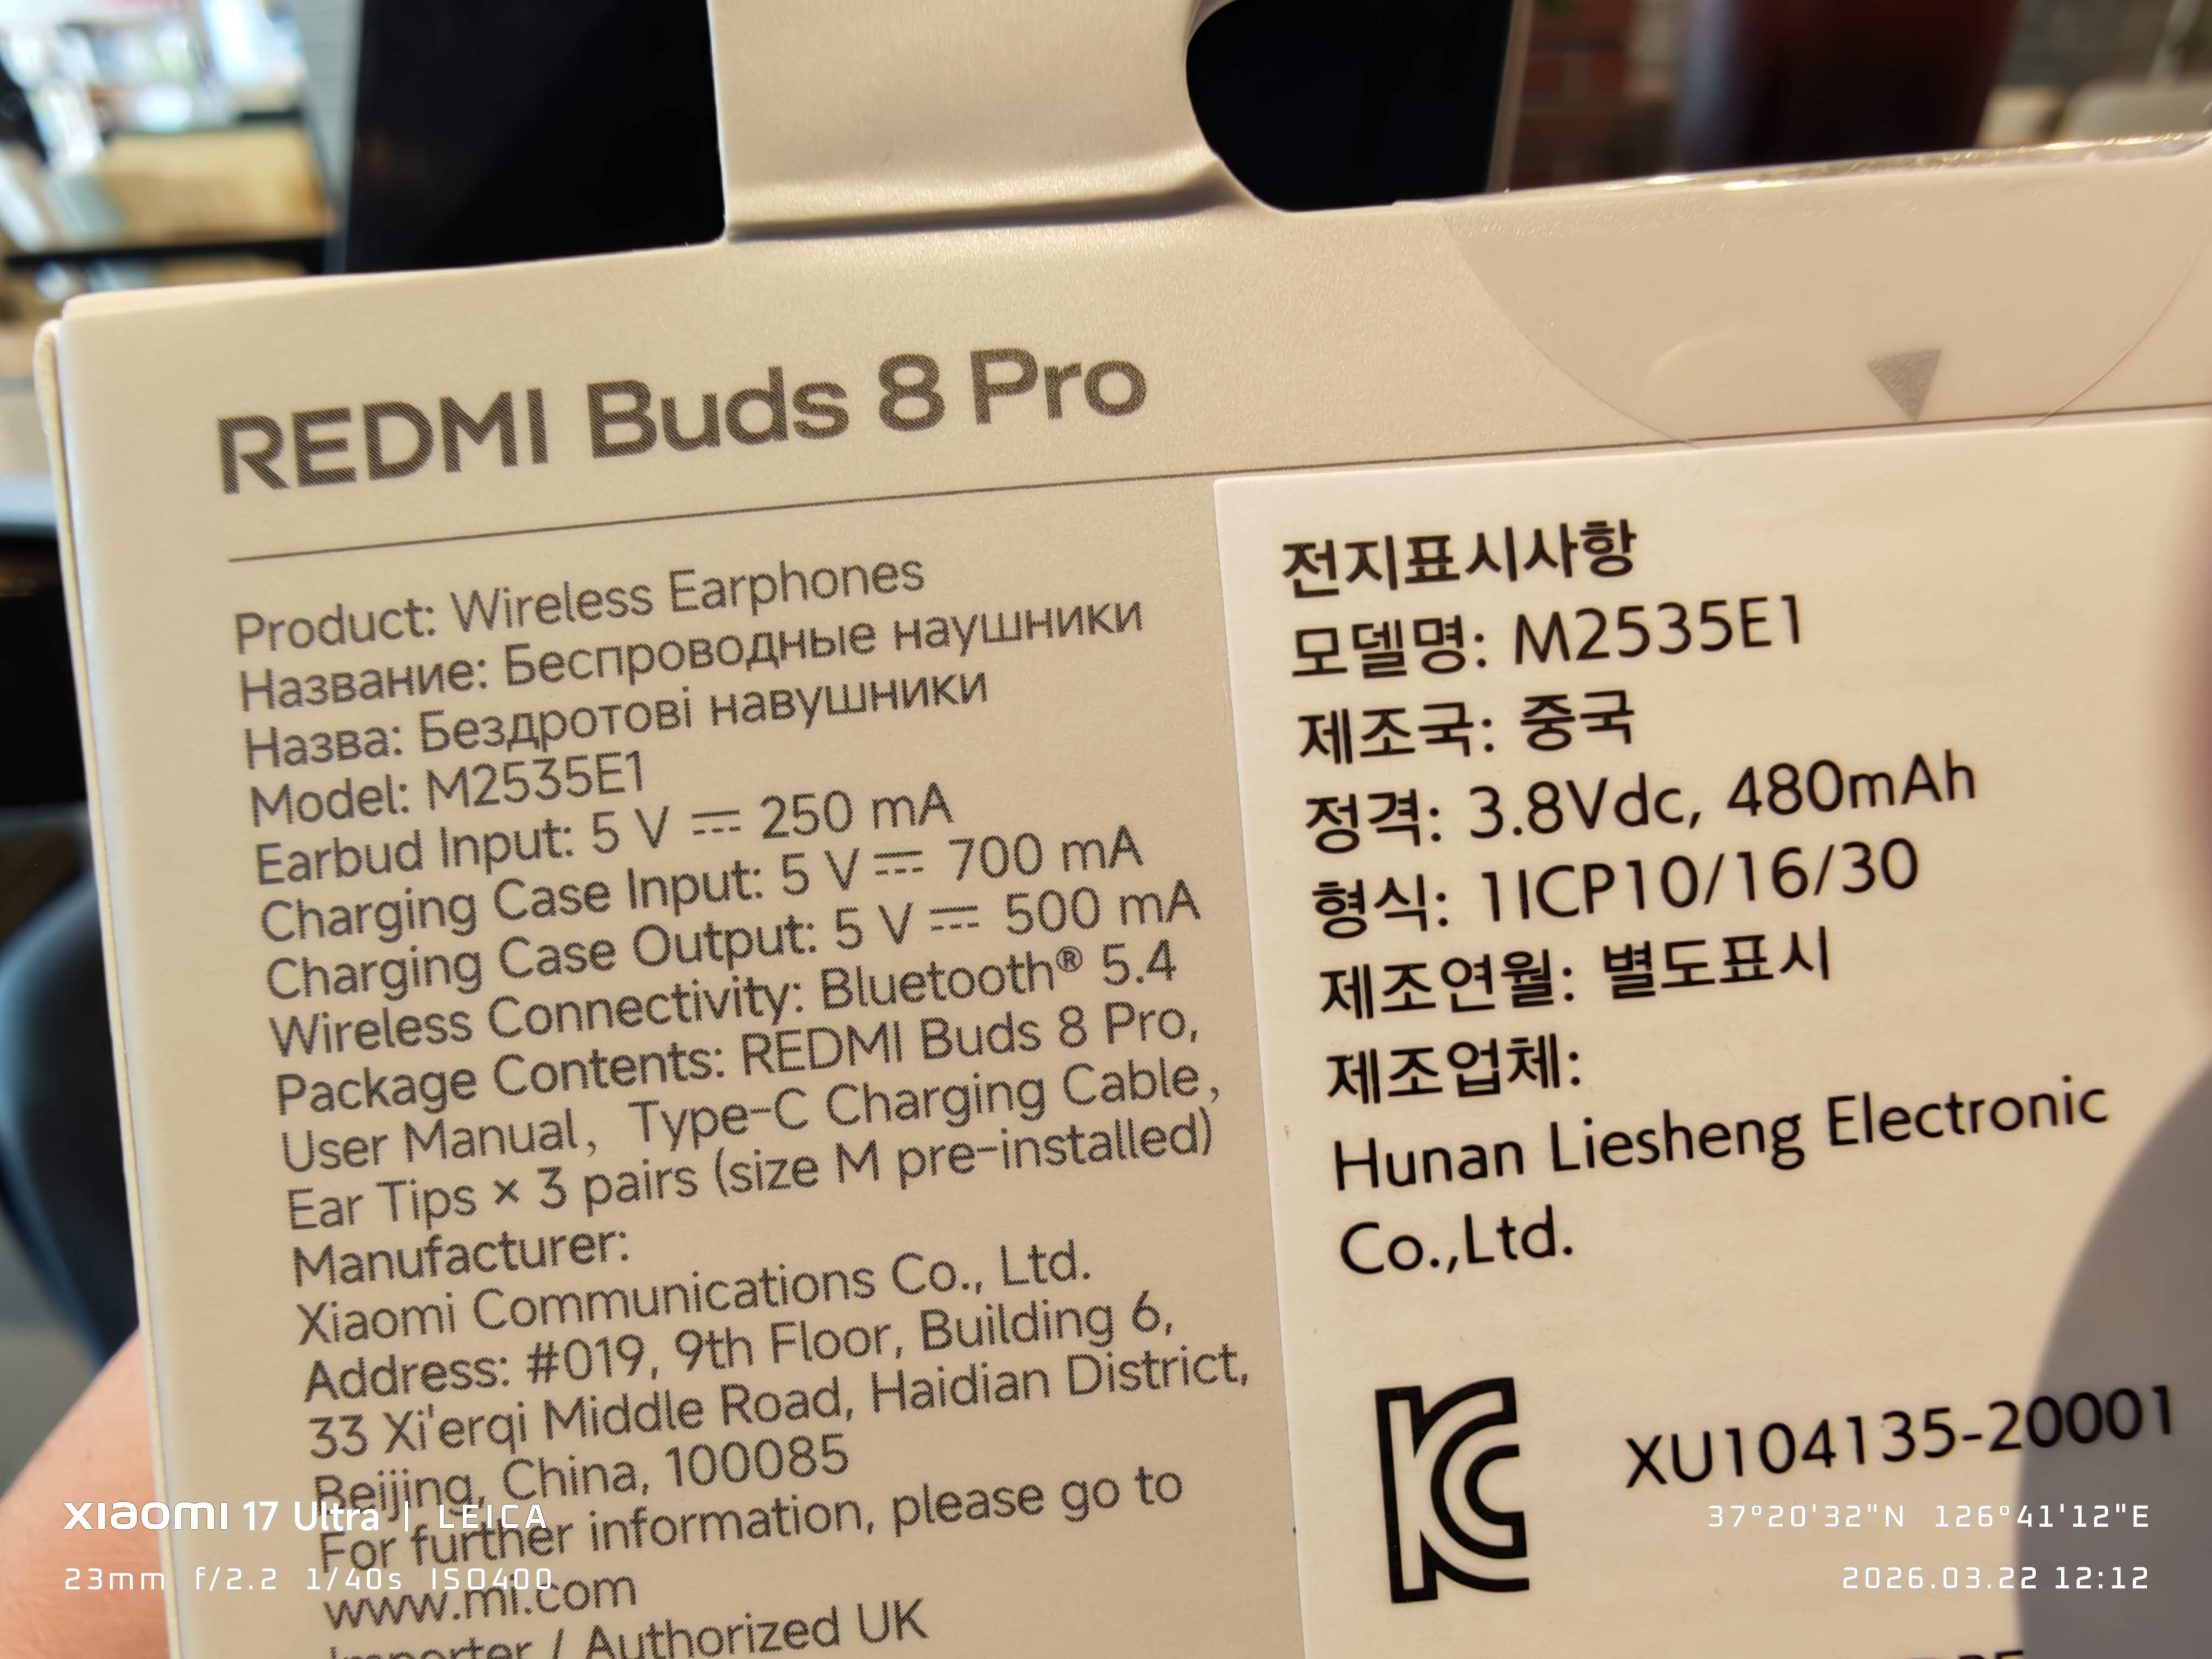 REDMI Buds 8 Pro
Product: Wireless Earphones
Название: Беспроводные наушники
Назва: Бездротові навушники
Model: M2535E1
Earbud Input: 5 V ⎓ 250 mA
Charging Case Input: 5 V ⎓ 700 mA
Charging Case Output: 5 V ⎓ 500 mA
Wireless Connectivity: Bluetooth® 5.4
Package Contents: REDMI Buds 8 Pro,
User Manual, Type-C Charging Cable,
Ear Tips × 3 pairs (size M pre-installed)
Manufacturer:
Xiaomi Communications Co., Ltd.
Address: #019, 9th Floor, Building 6,
33 Xi'erqi Middle Road, Haidian District,
Beijing, China, 100085
For further information, please go to
www.mi.com
Importer / Authorized UK
전지표시사항
모델명: M2535E1
제조국: 중국
정격: 3.8Vdc, 480mAh
형식: 1ICP10/16/30
제조연월: 별도표시
제조업체:
Hunan Liesheng Electronic
Co.,Ltd.
XU104135-20001
xiaomi 17 Ultra | LEICA
23mm f/2.2 1/40s ISO400
37°20'32"N 126°41'12"E
2026.03.22 12:12